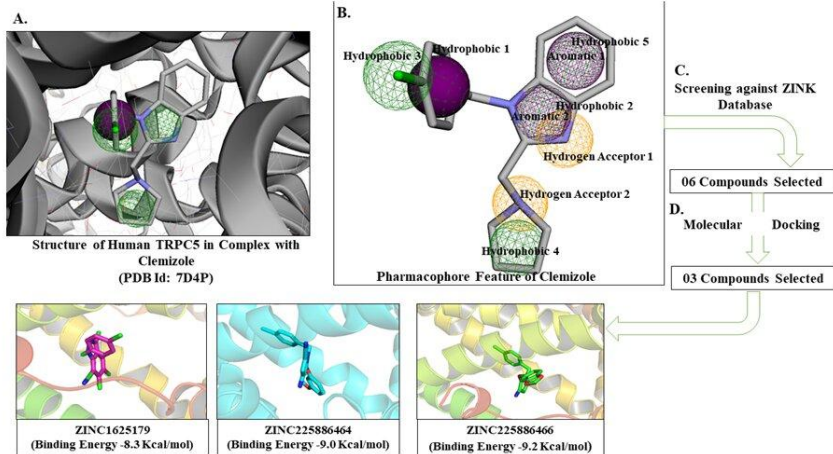 A.
Structure of Human TRPC5 in Complex with
Clemizole
(PDB Id: 7D4P)
B.
Hydrophobic 3
Hydrophobic 1
Hydrophobic 5
Aromatic 1
Hydrophobic 2
Aromatic 2
Hydrogen Acceptor 1
Hydrogen Acceptor 2
Hydrophobic 4
Pharmacophore Feature of Clemizole
C.
Screening against ZINK
Database
06 Compounds Selected
D.
Molecular Docking
03 Compounds Selected
ZINC1625179
(Binding Energy -8.3 Kcal/mol)
ZINC225886464
(Binding Energy -9.0 Kcal/mol)
ZINC225886466
(Binding Energy -9.2 Kcal/mol)